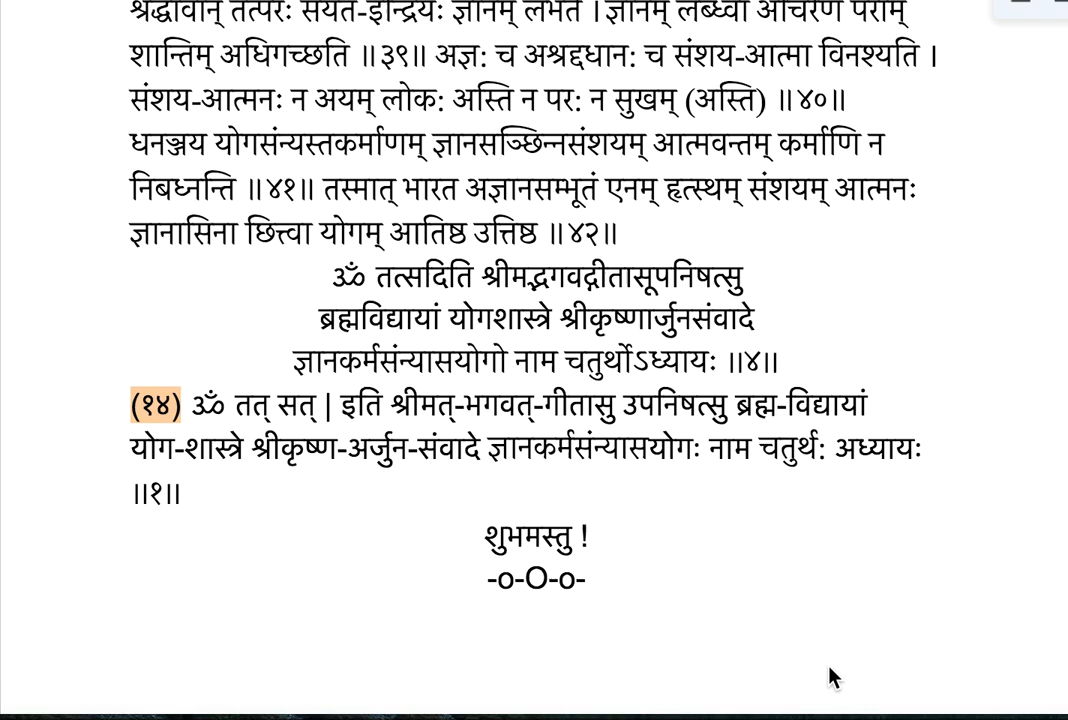 श्रद्धावान् तत्परः संयत-इन्द्रियः ज्ञानम् लभते । ज्ञानम् लब्ध्वा अचिरेण पराम्
शान्तिम् अधिगच्छति ॥३९॥ अज्ञ: च अश्रद्दधान: च संशय-आत्मा विनश्यति ।
संशय-आत्मनः न अयम् लोक: अस्ति न पर: न सुखम् (अस्ति) ॥४०॥
धनञ्जय योगसंन्यस्तकर्माणम् ज्ञानसञ्छिन्नसंशयम् आत्मवन्तम् कर्माणि न
निबध्नन्ति ॥४१॥ तस्मात् भारत अज्ञानसम्भूतं एनम् हृत्स्थम् संशयम् आत्मनः
ज्ञानासिना छित्त्वा योगम् आतिष्ठ उत्तिष्ठ ॥४२॥
ॐ तत्सदिति श्रीमद्भगवद्गीतासूपनिषत्सु
ब्रह्मविद्यायां योगशास्त्रे श्रीकृष्णार्जुनसंवादे
ज्ञानकर्मसंन्यासयोगो नाम चतुर्थोऽध्यायः ॥४॥
(१४) ॐ तत् सत् | इति श्रीमत्-भगवत्-गीतासु उपनिषत्सु ब्रह्म-विद्यायां
योग-शास्त्रे श्रीकृष्ण-अर्जुन-संवादे ज्ञानकर्मसंन्यासयोगः नाम चतुर्थ: अध्यायः
॥१॥
शुभमस्तु !
-o-O-o-